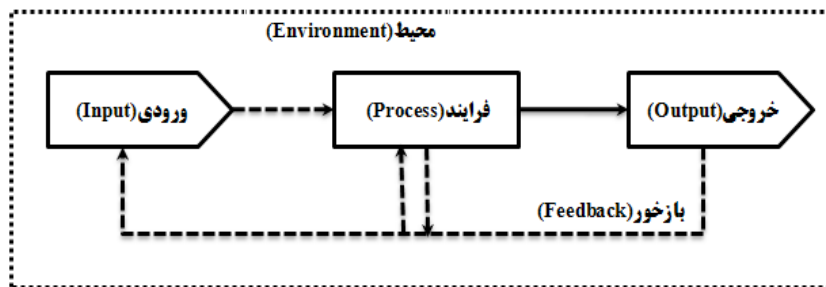 محیط(Environment)
ورودی(Input)
فرایند(Process)
خروجی(Output)
بازخور(Feedback)